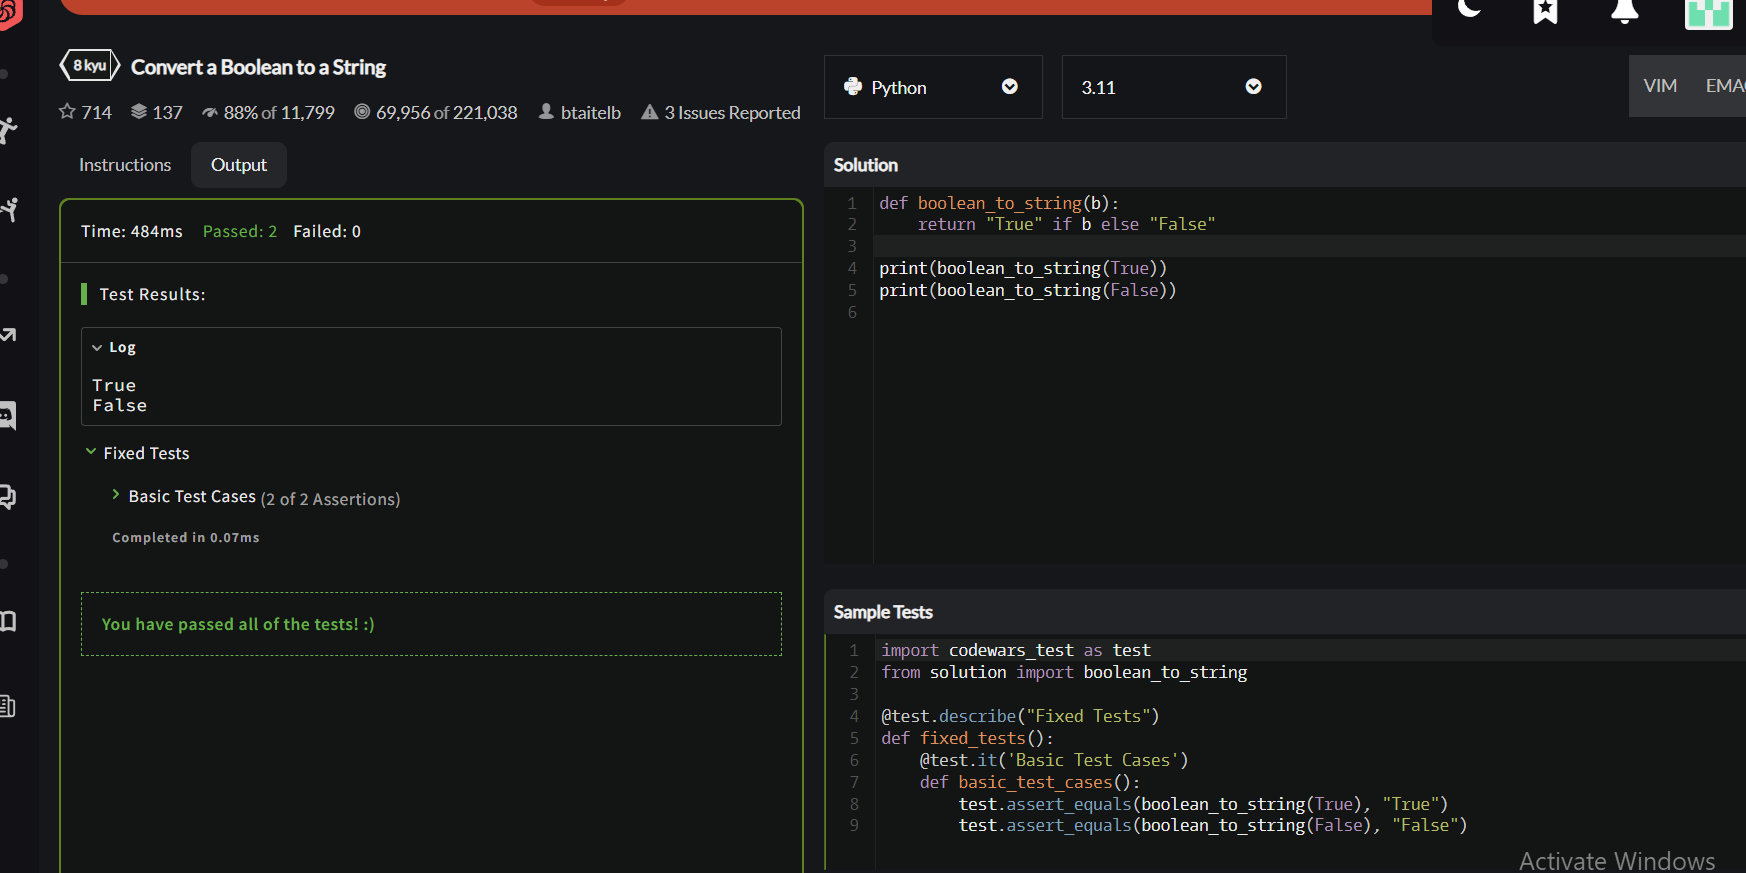 8 kyu Convert a Boolean to a String
714 137 88% of 11,799 69,956 of 221,038 btaitelb 3 Issues Reported
Python 3.11
VIM
Instructions Output
Time: 484ms Passed: 2 Failed: 0
Test Results:
Log
True
False
Fixed Tests
Basic Test Cases (2 of 2 Assertions)
Completed in 0.07ms
You have passed all of the tests! :)
Solution
1 def boolean_to_string(b):
2     return "True" if b else "False"
3
4 print(boolean_to_string(True))
5 print(boolean_to_string(False))
6
Sample Tests
1 import codewars_test as test
2 from solution import boolean_to_string
3
4 @test.describe("Fixed Tests")
5 def fixed_tests():
6     @test.it('Basic Test Cases')
7     def basic_test_cases():
8         test.assert_equals(boolean_to_string(True), "True")
9         test.assert_equals(boolean_to_string(False), "False")
Activate Windows